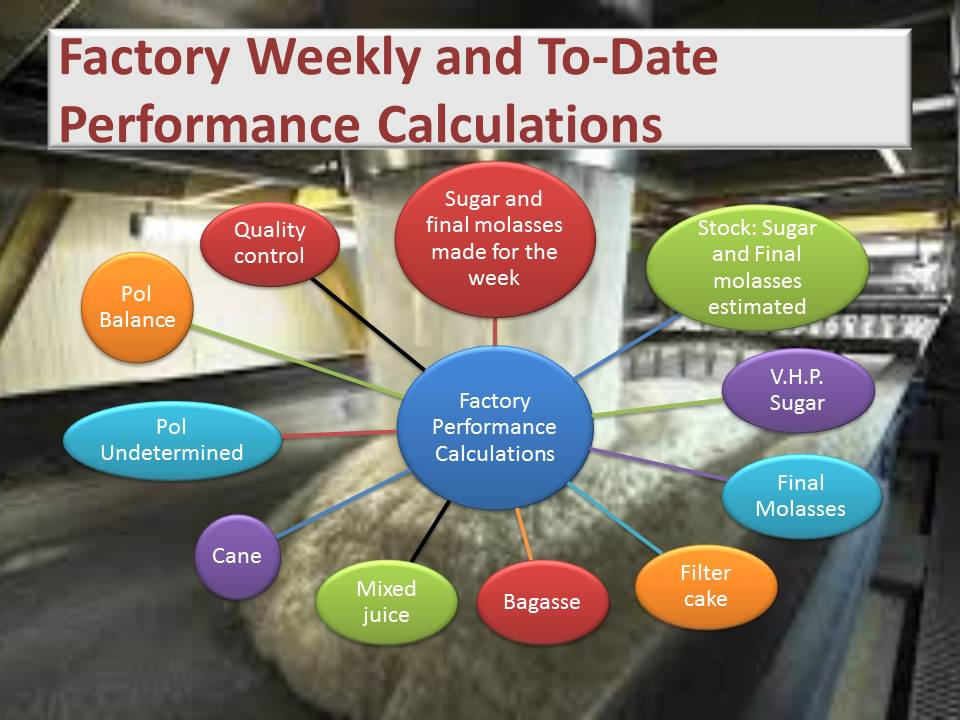 Factory Weekly and To-Date
Performance Calculations
Sugar and
final molasses
made for the
week
Quality
control
Stock: Sugar
and Final
molasses
estimated
Pol
Balance
V.H.P.
Sugar
Factory
Performance
Calculations
Pol
Undetermined
Final
Molasses
Cane
Mixed
juice
Bagasse
Filter
cake